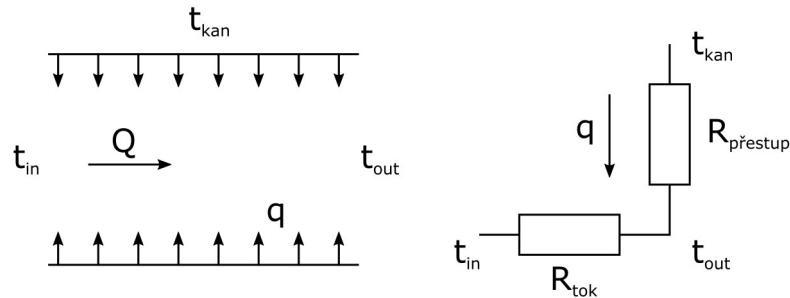 t_kan
t_in
Q
t_out
q
t_kan
q
R_přestup
t_in
R_tok
t_out